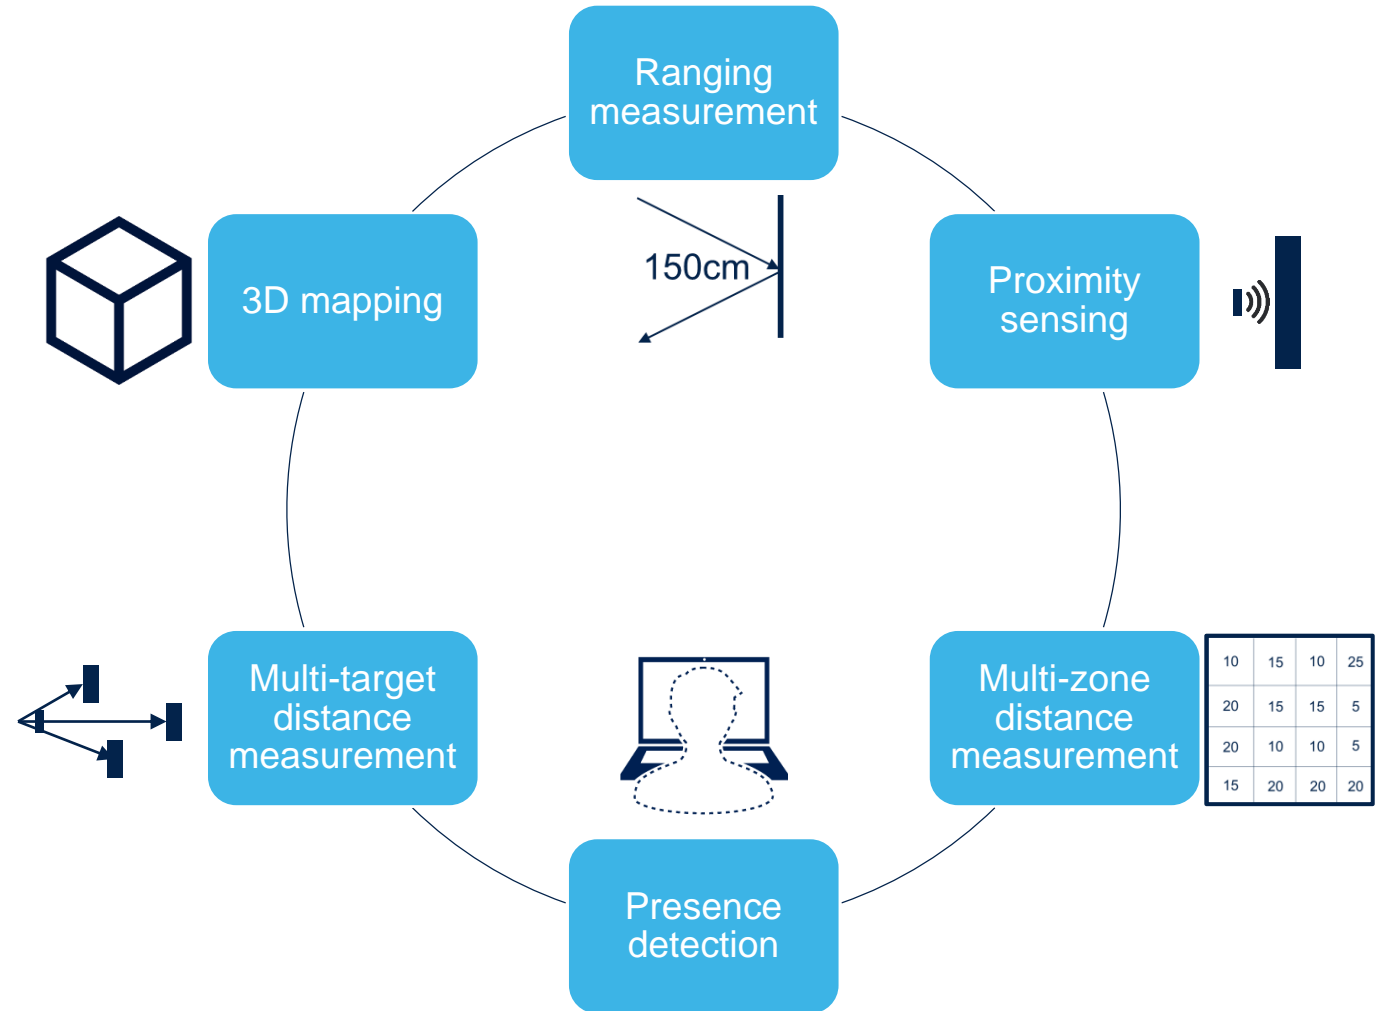 Ranging
measurement
150cm
3D mapping
Proximity
sensing
Multi-target
distance
measurement
Multi-zone
distance
measurement
10 15 10 25
20 15 15 5
20 10 10 5
15 20 20 20
Presence
detection